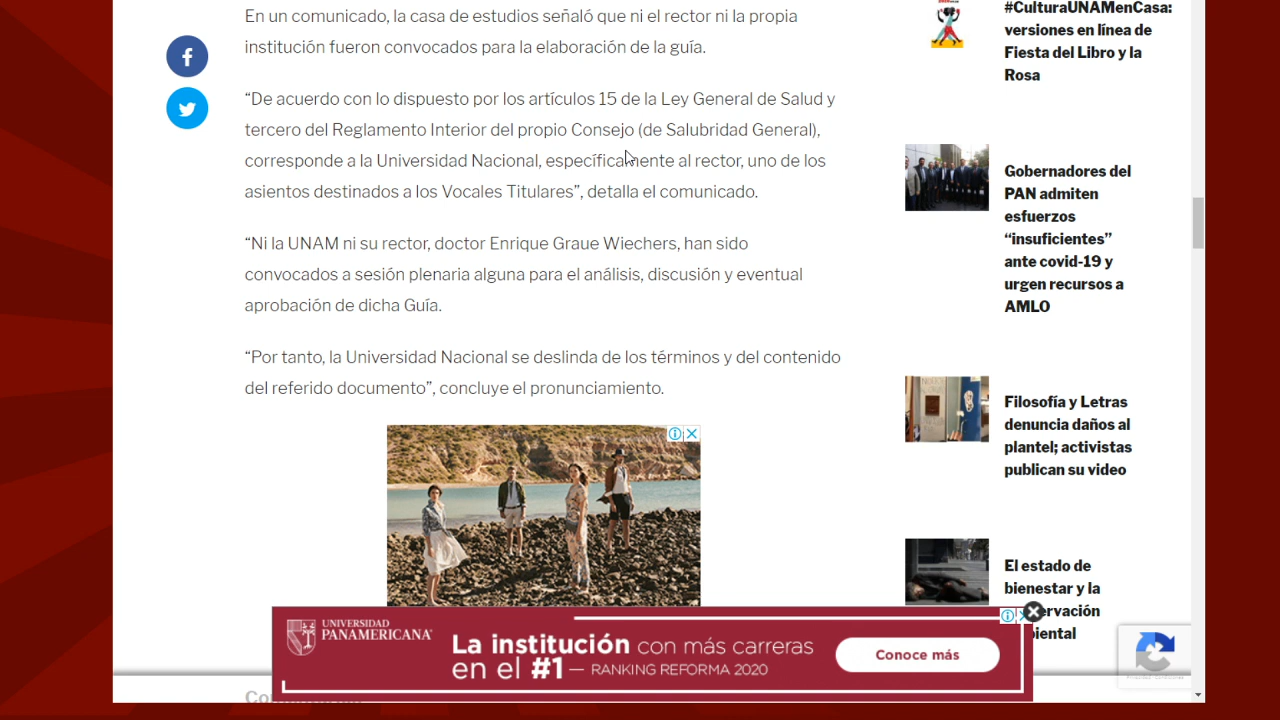 En un comunicado, la casa de estudios señaló que ni el rector ni la propia
institución fueron convocados para la elaboración de la guía.
“De acuerdo con lo dispuesto por los artículos 15 de la Ley General de Salud y
tercero del Reglamento Interior del propio Consejo (de Salubridad General),
corresponde a la Universidad Nacional, específicamente al rector, uno de los
asientos destinados a los Vocales Titulares”, detalla el comunicado.
“Ni la UNAM ni su rector, doctor Enrique Graue Wiechers, han sido
convocados a sesión plenaria alguna para el análisis, discusión y eventual
aprobación de dicha Guía.
“Por tanto, la Universidad Nacional se deslinda de los términos y del contenido
del referido documento”, concluye el pronunciamiento.
#CulturaUNAMenCasa:
versiones en línea de
Fiesta del Libro y la
Rosa
Gobernadores del
PAN admiten
esfuerzos
“insuficientes”
ante covid-19 y
urgen recursos a
AMLO
Filosofía y Letras
denuncia daños al
plantel; activistas
publican su video
El estado de
bienestar y la
ervación
biental
UNIVERSIDAD
PANAMERICANA
La institución con más carreras
en el #1 — RANKING REFORMA 2020
Conoce más